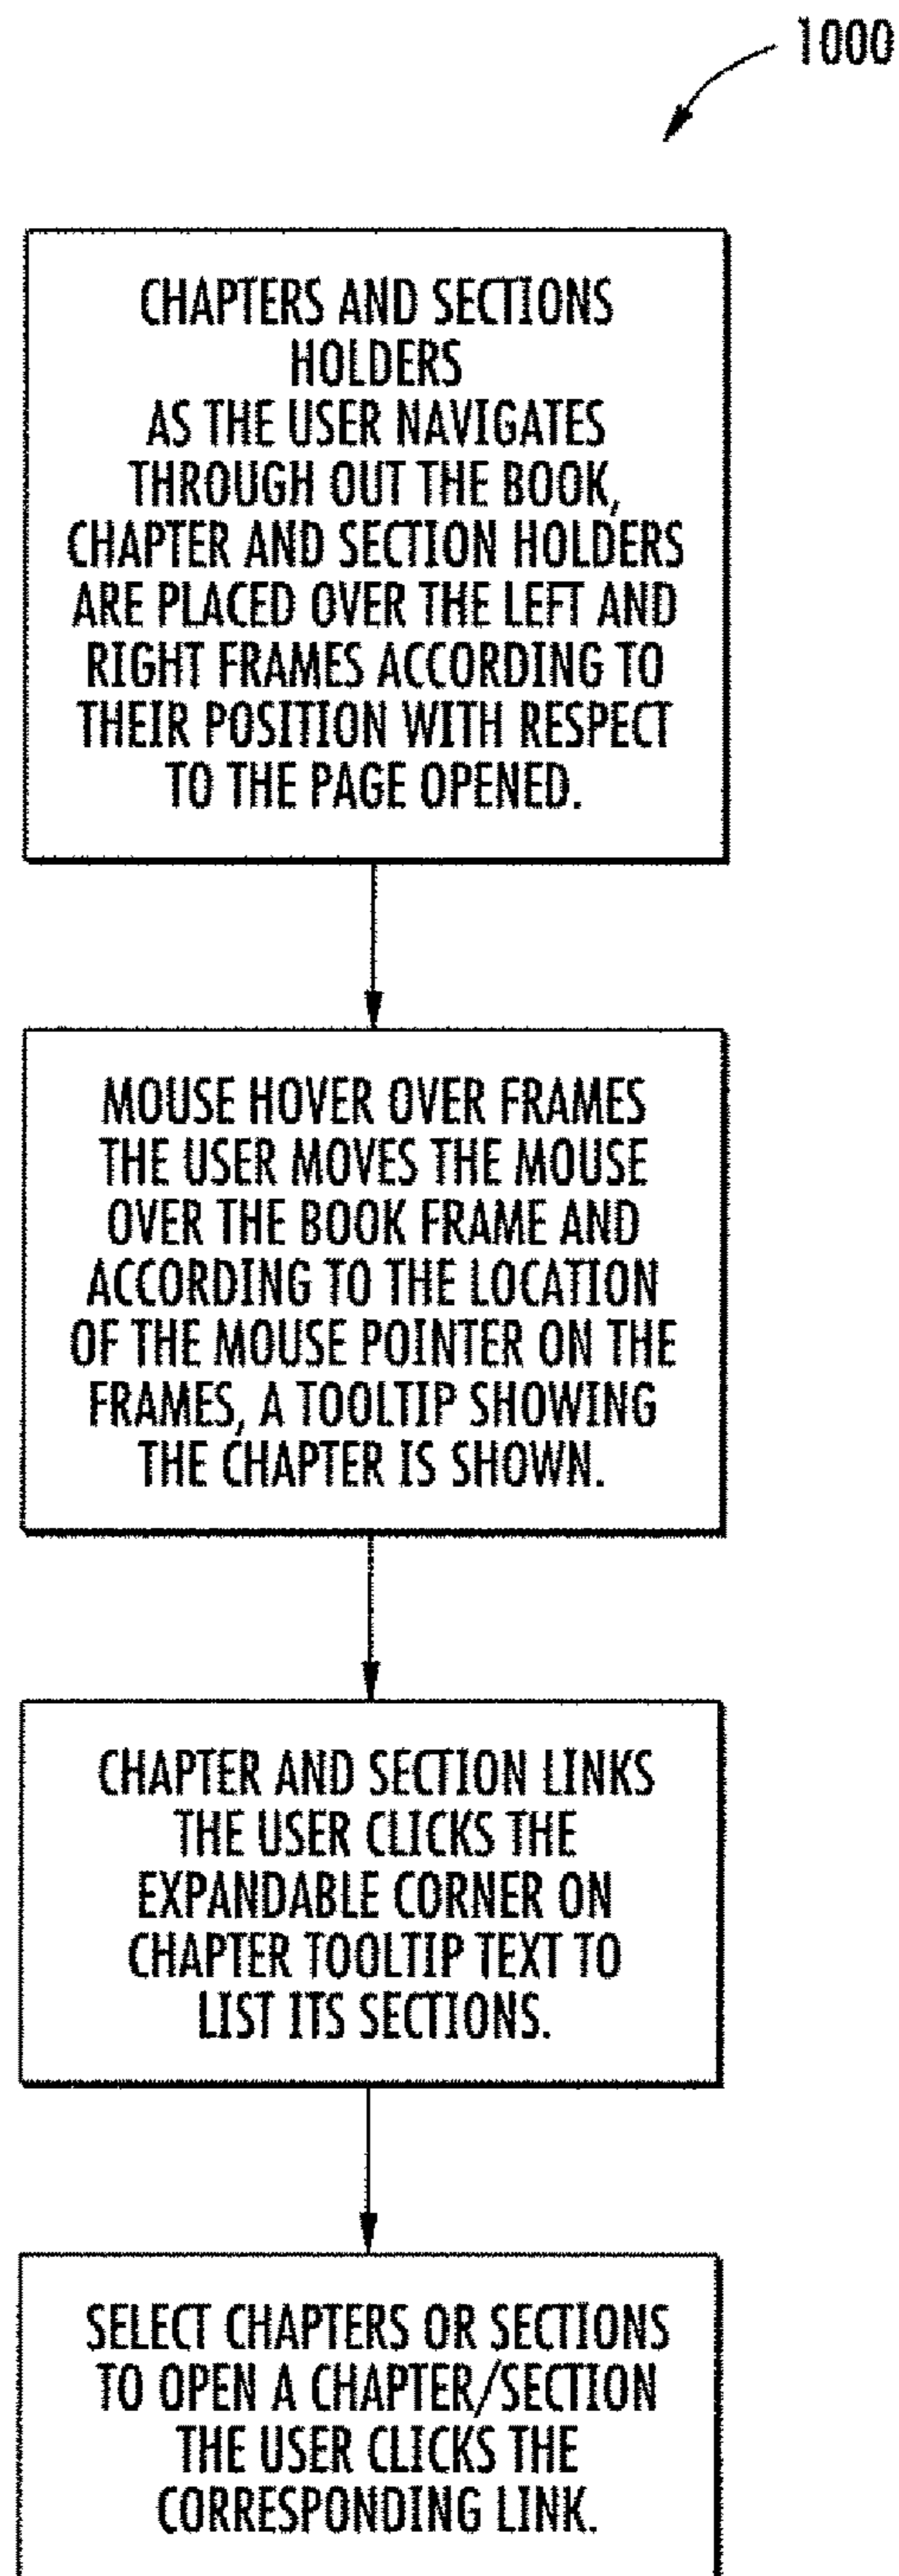 1000
CHAPTERS AND SECTIONS
HOLDERS
AS THE USER NAVIGATES
THROUGH OUT THE BOOK,
CHAPTER AND SECTION HOLDERS
ARE PLACED OVER THE LEFT AND
RIGHT FRAMES ACCORDING TO
THEIR POSITION WITH RESPECT
TO THE PAGE OPENED.
MOUSE HOVER OVER FRAMES
THE USER MOVES THE MOUSE
OVER THE BOOK FRAME AND
ACCORDING TO THE LOCATION
OF THE MOUSE POINTER ON THE
FRAMES, A TOOLTIP SHOWING
THE CHAPTER IS SHOWN.
CHAPTER AND SECTION LINKS
THE USER CLICKS THE
EXPANDABLE CORNER ON
CHAPTER TOOLTIP TEXT TO
LIST ITS SECTIONS.
SELECT CHAPTERS OR SECTIONS
TO OPEN A CHAPTER/SECTION
THE USER CLICKS THE
CORRESPONDING LINK.